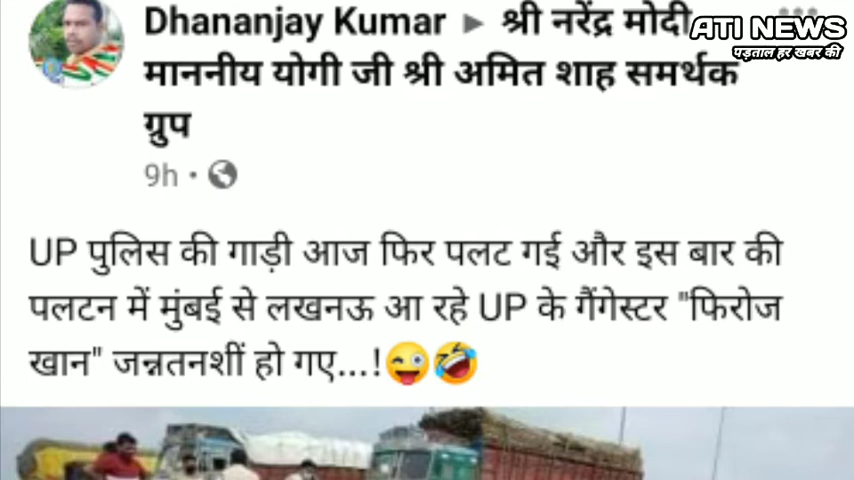 Dhananjay Kumar ▶ श्री नरेंद्र मोदी
माननीय योगी जी श्री अमित शाह समर्थक
ग्रुप
9h
ATI NEWS
पड़ताल हर खबर की
UP पुलिस की गाड़ी आज फिर पलट गई और इस बार की
पलटन में मुंबई से लखनऊ आ रहे UP के गैंगेस्टर "फिरोज
खान" जन्नतनशीं हो गए...!😜🤣